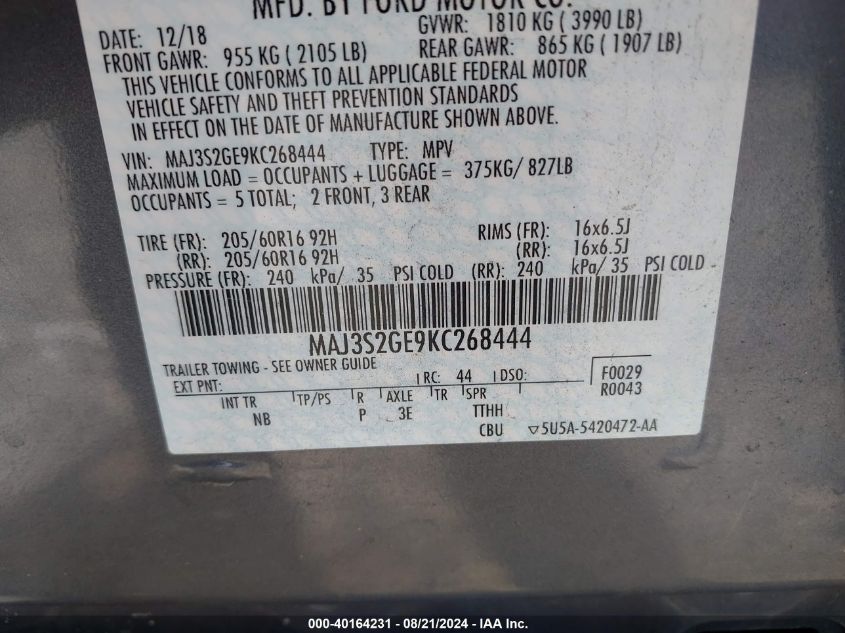 MFD. BY FORD MOTOR CO.
DATE: 12/18 GVWR: 1810 KG ( 3990 LB)
FRONT GAWR: 955 KG ( 2105 LB) REAR GAWR: 865 KG ( 1907 LB)
THIS VEHICLE CONFORMS TO ALL APPLICABLE FEDERAL MOTOR
VEHICLE SAFETY AND THEFT PREVENTION STANDARDS
IN EFFECT ON THE DATE OF MANUFACTURE SHOWN ABOVE.
VIN: MAJ3S2GE9KC268444 TYPE: MPV
MAXIMUM LOAD = OCCUPANTS + LUGGAGE = 375KG/ 827LB
OCCUPANTS = 5 TOTAL; 2 FRONT, 3 REAR
TIRE (FR): 205/60R16 92H RIMS (FR): 16x6.5J
(RR): 205/60R16 92H (RR): 16x6.5J
PRESSURE (FR): 240 kPa/ 35 PSI COLD (RR): 240 kPa/ 35 PSI COLD
MAJ3S2GE9KC268444
TRAILER TOWING - SEE OWNER GUIDE
EXT PNT: RC: 44 DSO: F0029
INT TR TP/PS R AXLE TR SPR R0043
NB P 3E TTHH
CBU ▽5U5A-5420472-AA
000-40164231 - 08/21/2024 - IAA Inc.